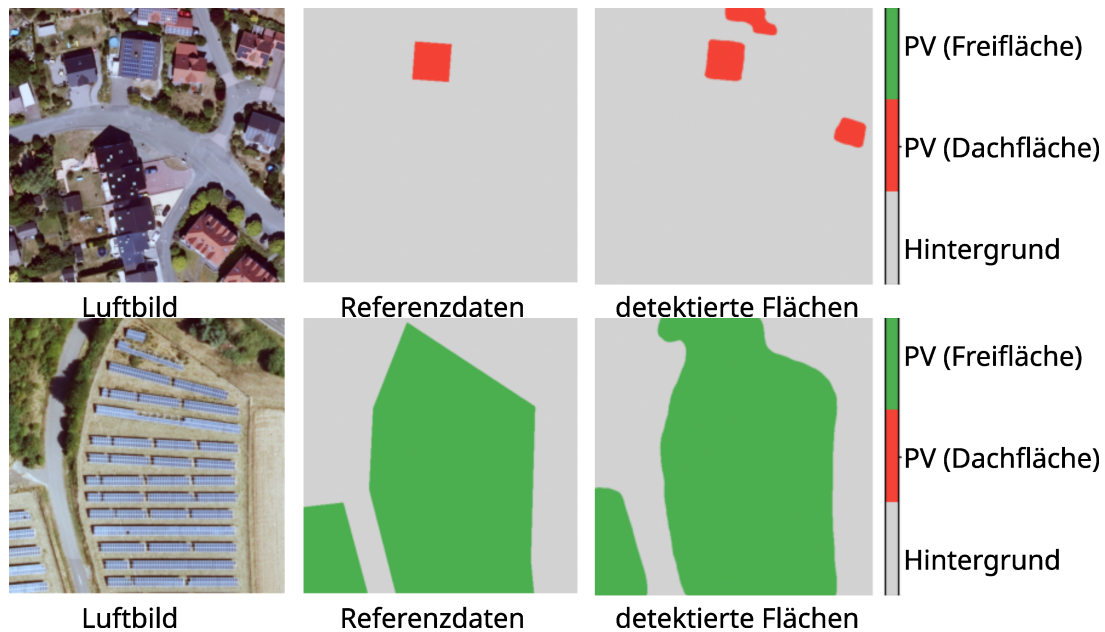 PV (Freifläche)
PV (Dachfläche)
Hintergrund
Luftbild
Referenzdaten
detektierte Flächen
PV (Freifläche)
PV (Dachfläche)
Hintergrund
Luftbild
Referenzdaten
detektierte Flächen